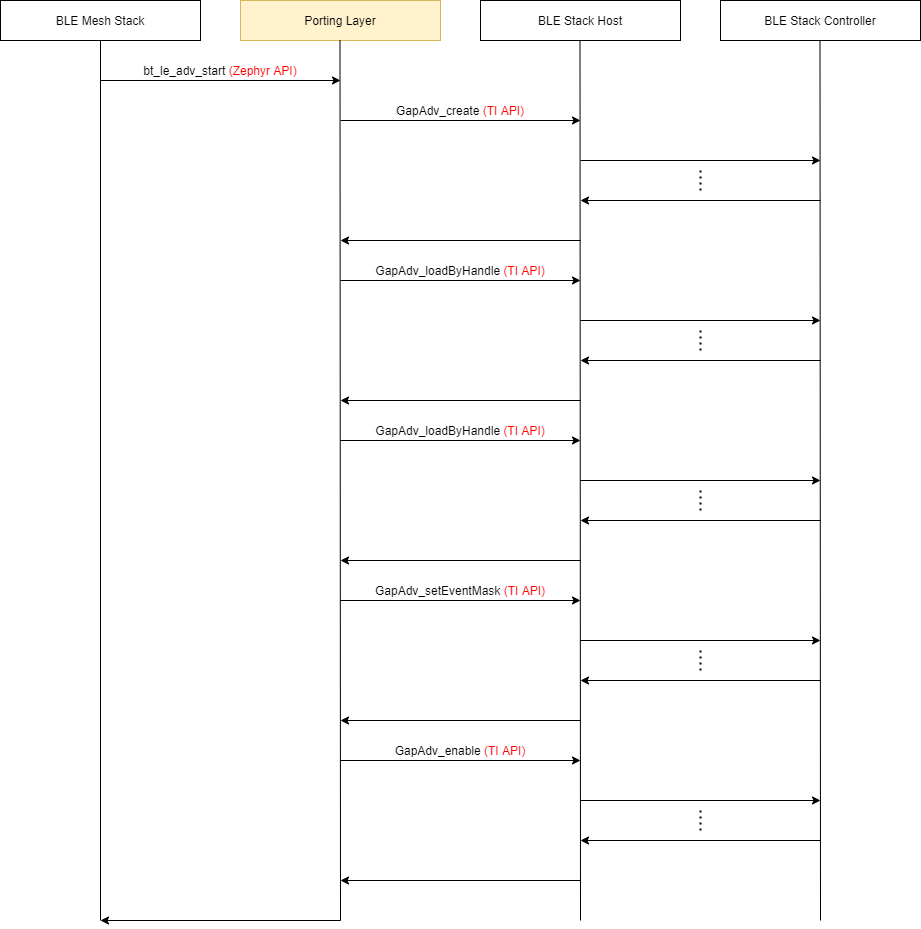 BLE Mesh Stack
Porting Layer
BLE Stack Host
BLE Stack Controller
bt_le_adv_start (Zephyr API)
GapAdv_create (TI API)
GapAdv_loadByHandle (TI API)
GapAdv_loadByHandle (TI API)
GapAdv_setEventMask (TI API)
GapAdv_enable (TI API)